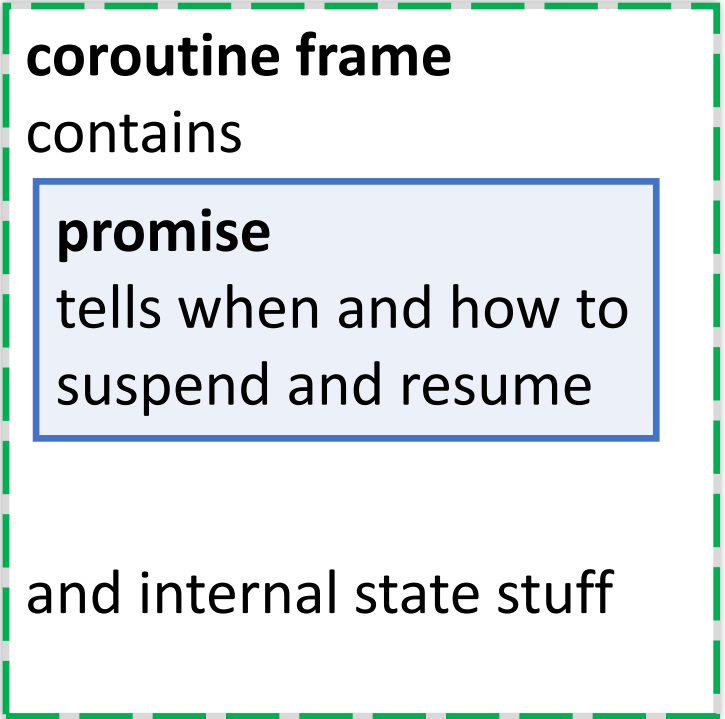 coroutine frame
contains
promise
tells when and how to
suspend and resume
and internal state stuff